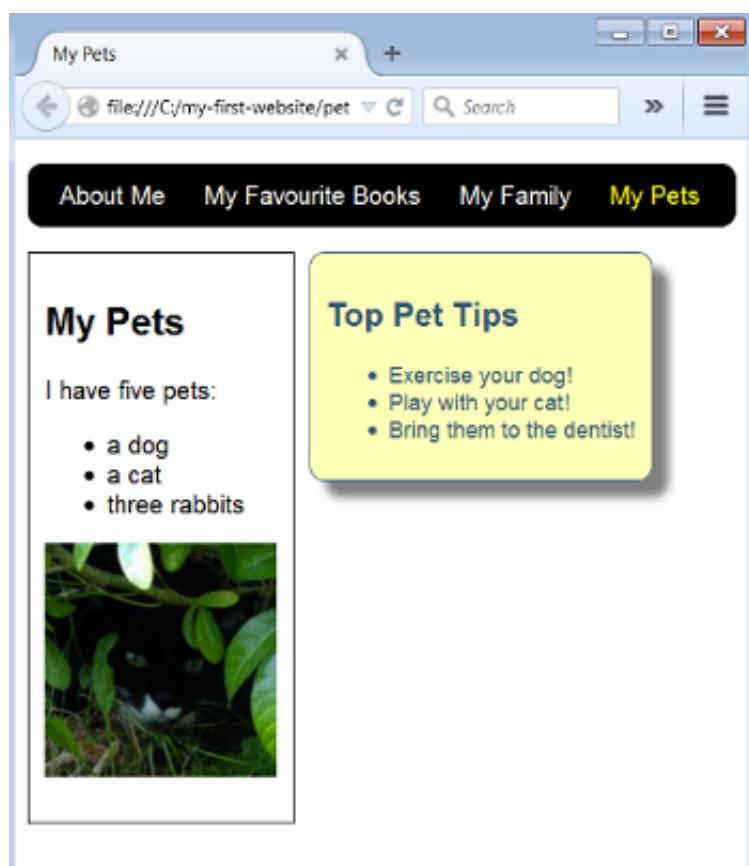 My Pets
file:///C:/my-first-website/pet
Search
About Me My Favourite Books My Family My Pets
My Pets
I have five pets:
• a dog
• a cat
• three rabbits
Top Pet Tips
• Exercise your dog!
• Play with your cat!
• Bring them to the dentist!